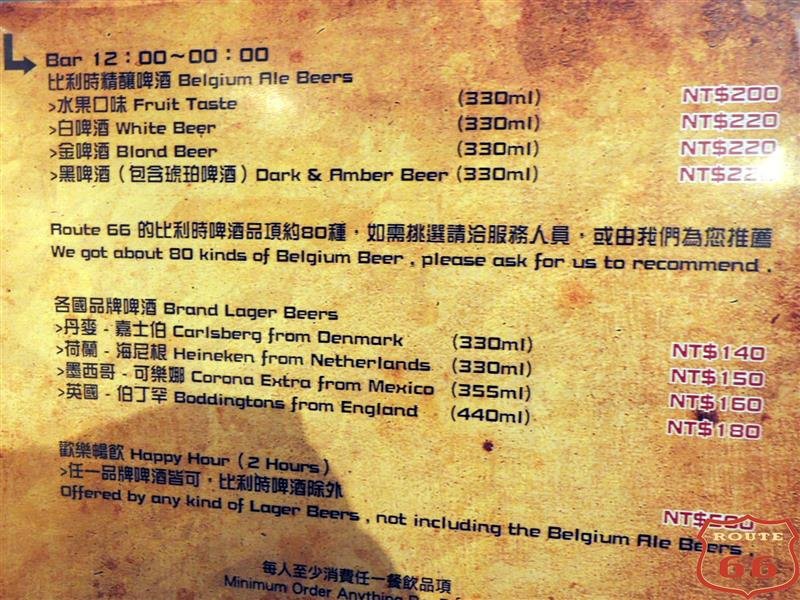 Bar 12：00～00：00
比利時精釀啤酒 Belgium Ale Beers
>水果口味 Fruit Taste (330ml) NT$200
>白啤酒 White Beer (330ml) NT$220
>金啤酒 Blond Beer (330ml) NT$220
>黑啤酒（包含琥珀啤酒）Dark & Amber Beer (330ml) NT$220
Route 66 的比利時啤酒品項約80種，如需挑選請洽服務人員，或由我們為您推薦
We got about 80 kinds of Belgium Beer , please ask for us to recommend .
各國品牌啤酒 Brand Lager Beers
>丹麥 - 嘉士伯 Carlsberg from Denmark (330ml) NT$140
>荷蘭 - 海尼根 Heineken from Netherlands (330ml) NT$150
>墨西哥 - 可樂娜 Corona Extra from Mexico (355ml) NT$160
>英國 - 伯丁罕 Boddingtons from England (440ml) NT$180
歡樂暢飲 Happy Hour ( 2 Hours )
>任一品牌啤酒皆可，比利時啤酒除外
Offered by any kind of Lager Beers , not including the Belgium Ale Beers .
ROUTE
66
每人至少消費任一餐飲品項
Minimum Order Anything